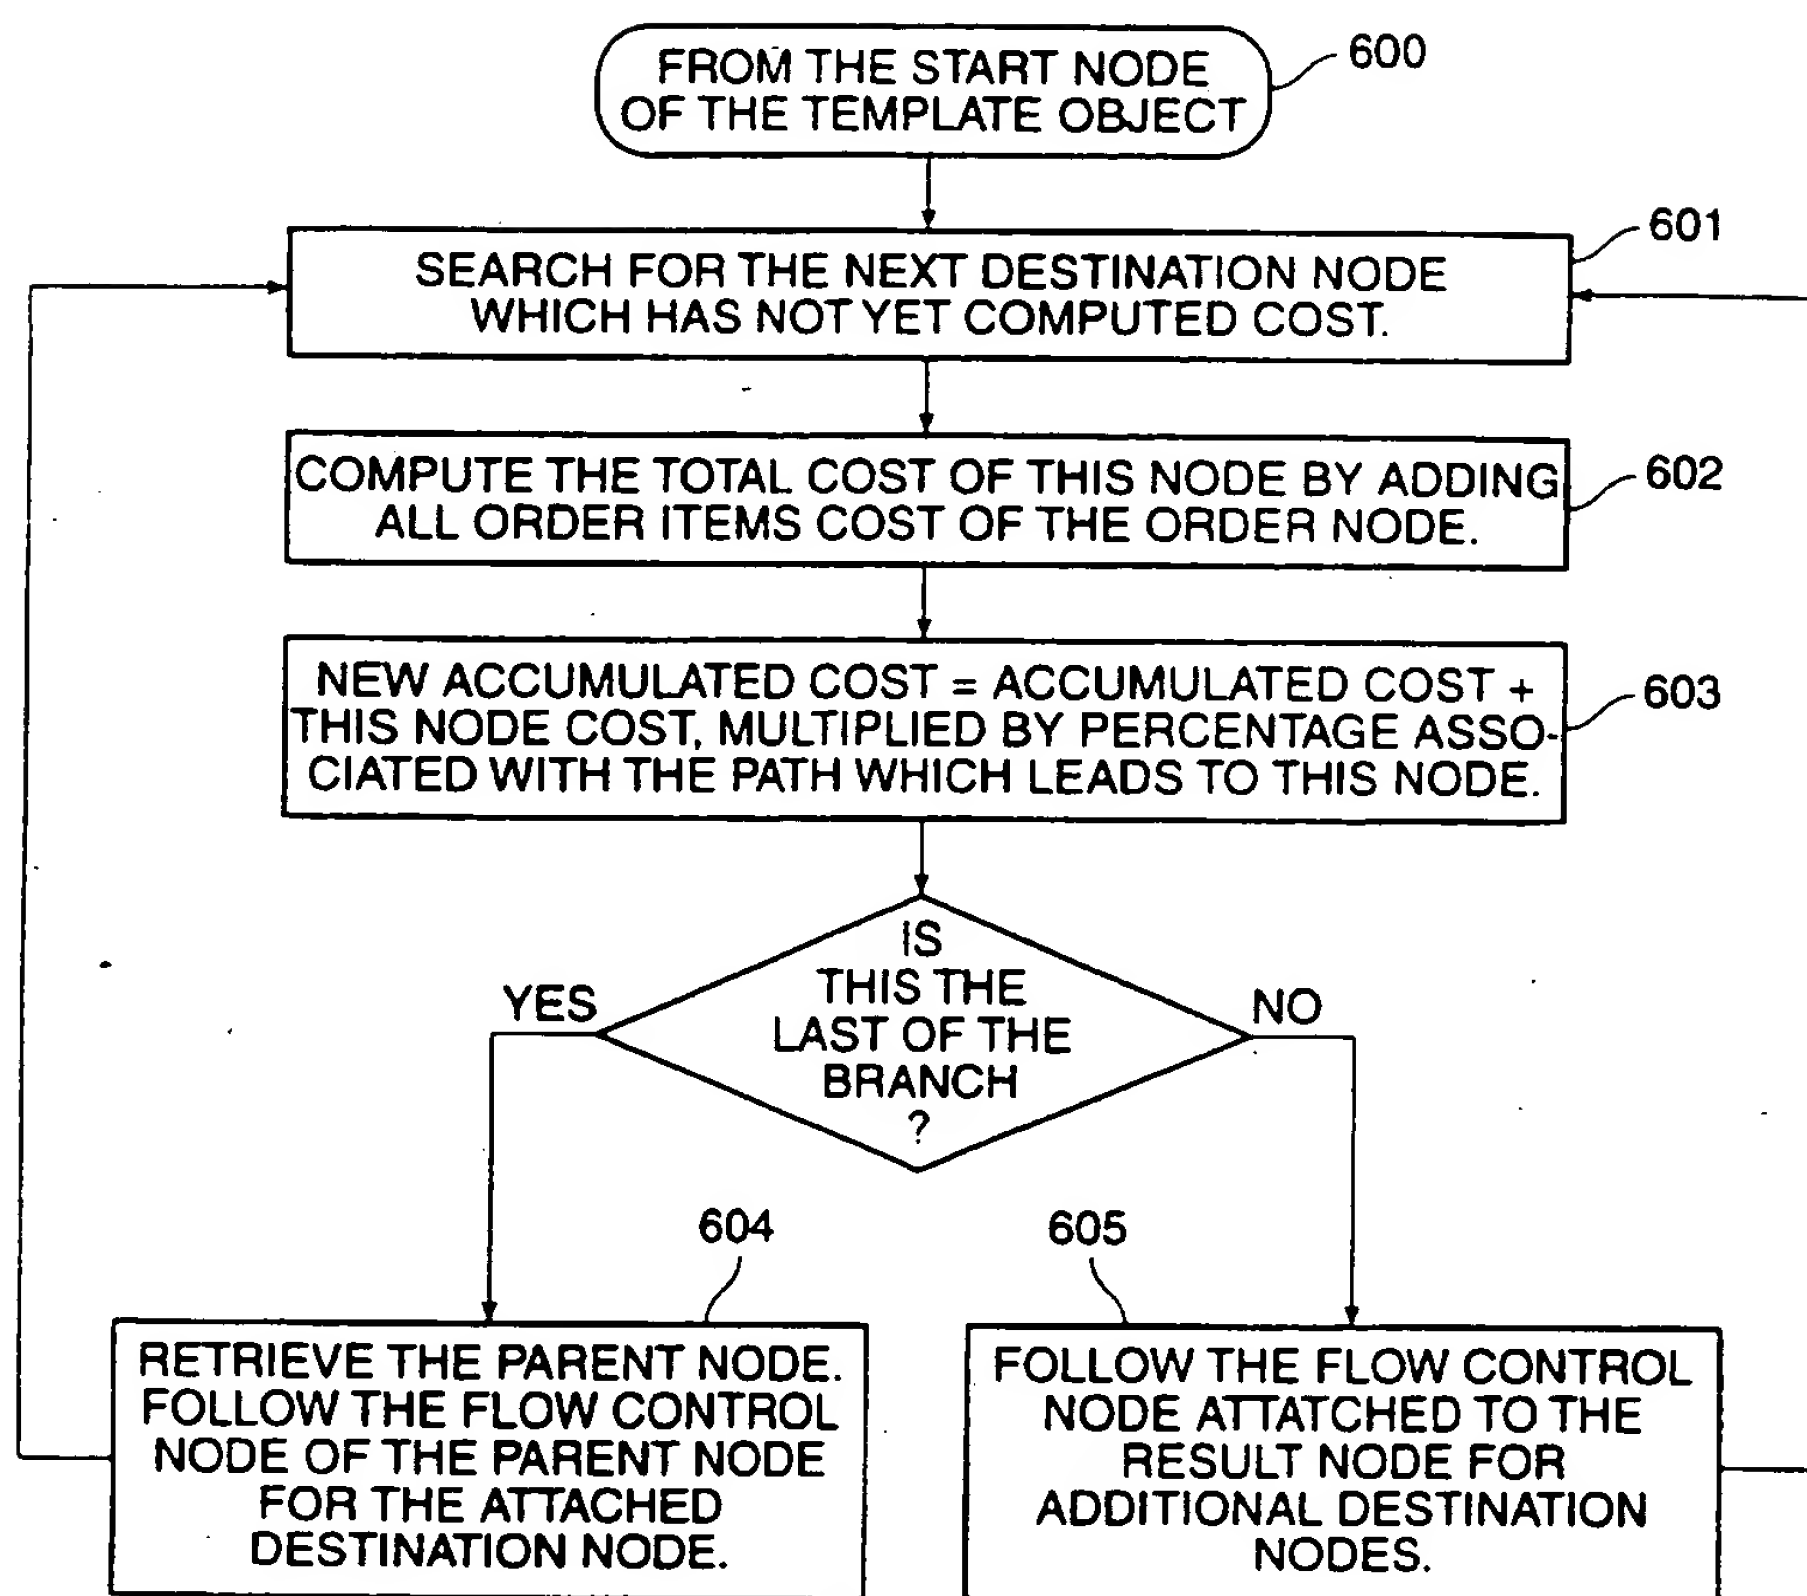 FROM THE START NODE
OF THE TEMPLATE OBJECT
600
601
SEARCH FOR THE NEXT DESTINATION NODE
WHICH HAS NOT YET COMPUTED COST.
COMPUTE THE TOTAL COST OF THIS NODE BY ADDING
ALL ORDER ITEMS COST OF THE ORDER NODE.
602
NEW ACCUMULATED COST = ACCUMULATED COST +
THIS NODE COST, MULTIPLIED BY PERCENTAGE ASSO-
CIATED WITH THE PATH WHICH LEADS TO THIS NODE.
603
IS
THIS THE
LAST OF THE
BRANCH
?
YES
NO
604
605
RETRIEVE THE PARENT NODE.
FOLLOW THE FLOW CONTROL
NODE OF THE PARENT NODE
FOR THE ATTACHED
DESTINATION NODE.
FOLLOW THE FLOW CONTROL
NODE ATTATCHED TO THE
RESULT NODE FOR
ADDITIONAL DESTINATION
NODES.